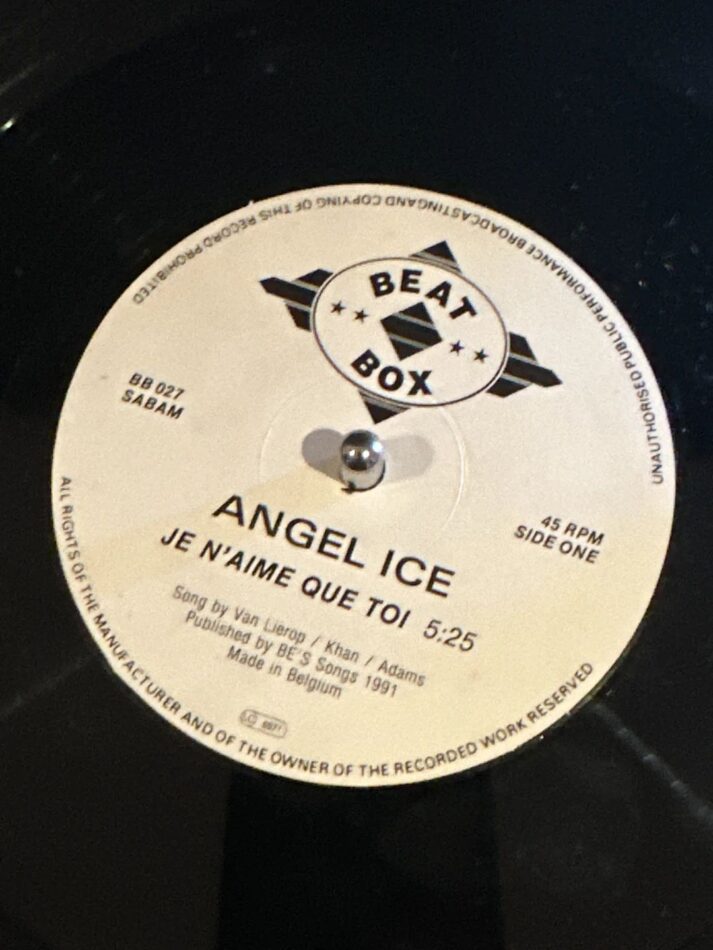 BEAT
BOX
BB 027
SABAM
45 RPM
SIDE ONE
ANGEL ICE
JE N'AIME QUE TOI 5:25
Song by Van Lierop / Khan / Adams
Published by BE'S Songs 1991
Made in Belgium
LC
ALL RIGHTS OF THE MANUFACTURER AND OF THE OWNER OF THE RECORDED WORK RESERVED
UNAUTHORISED PUBLIC PERFORMANCE BROADCASTING AND COPYING OF THIS RECORD PROHIBITED